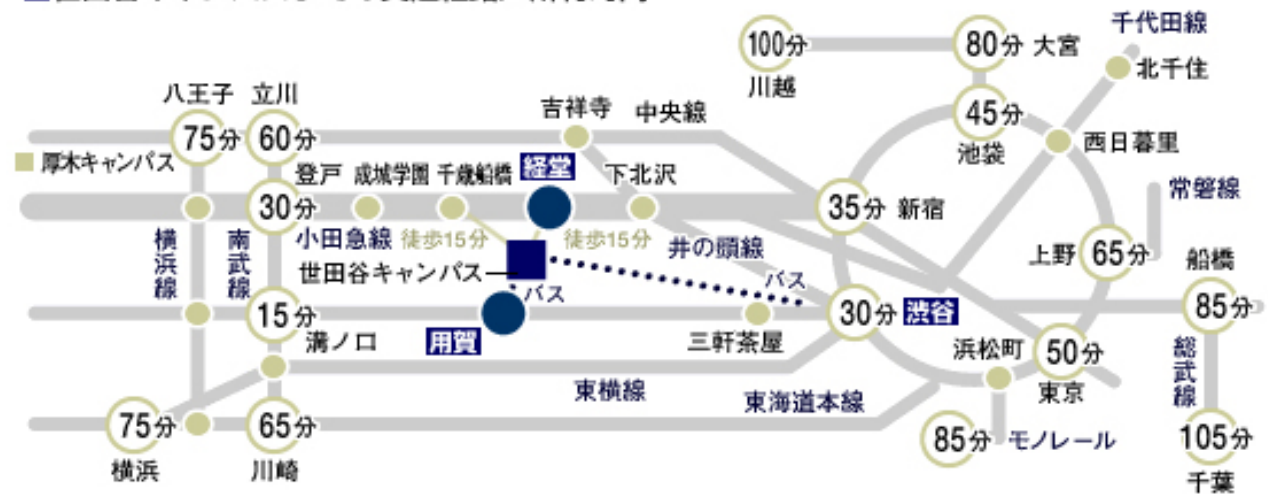 千代田線
100分
川越
80分 大宮
北千住
八王子
立川
吉祥寺
中央線
75分
60分
45分
池袋
西日暮里
厚木キャンパス
登戸
成城学園
千歳船橋
経堂
下北沢
30分
35分 新宿
常磐線
横浜線
南武線
小田急線
徒歩15分
徒歩15分
井の頭線
上野 65分
船橋
世田谷キャンパス
バス
バス
15分
溝ノ口
用賀
三軒茶屋
30分 渋谷
85分
浜松町
50分
東京
総武線
東横線
東海道本線
75分
横浜
65分
川崎
85分 モノレール
105分
千葉